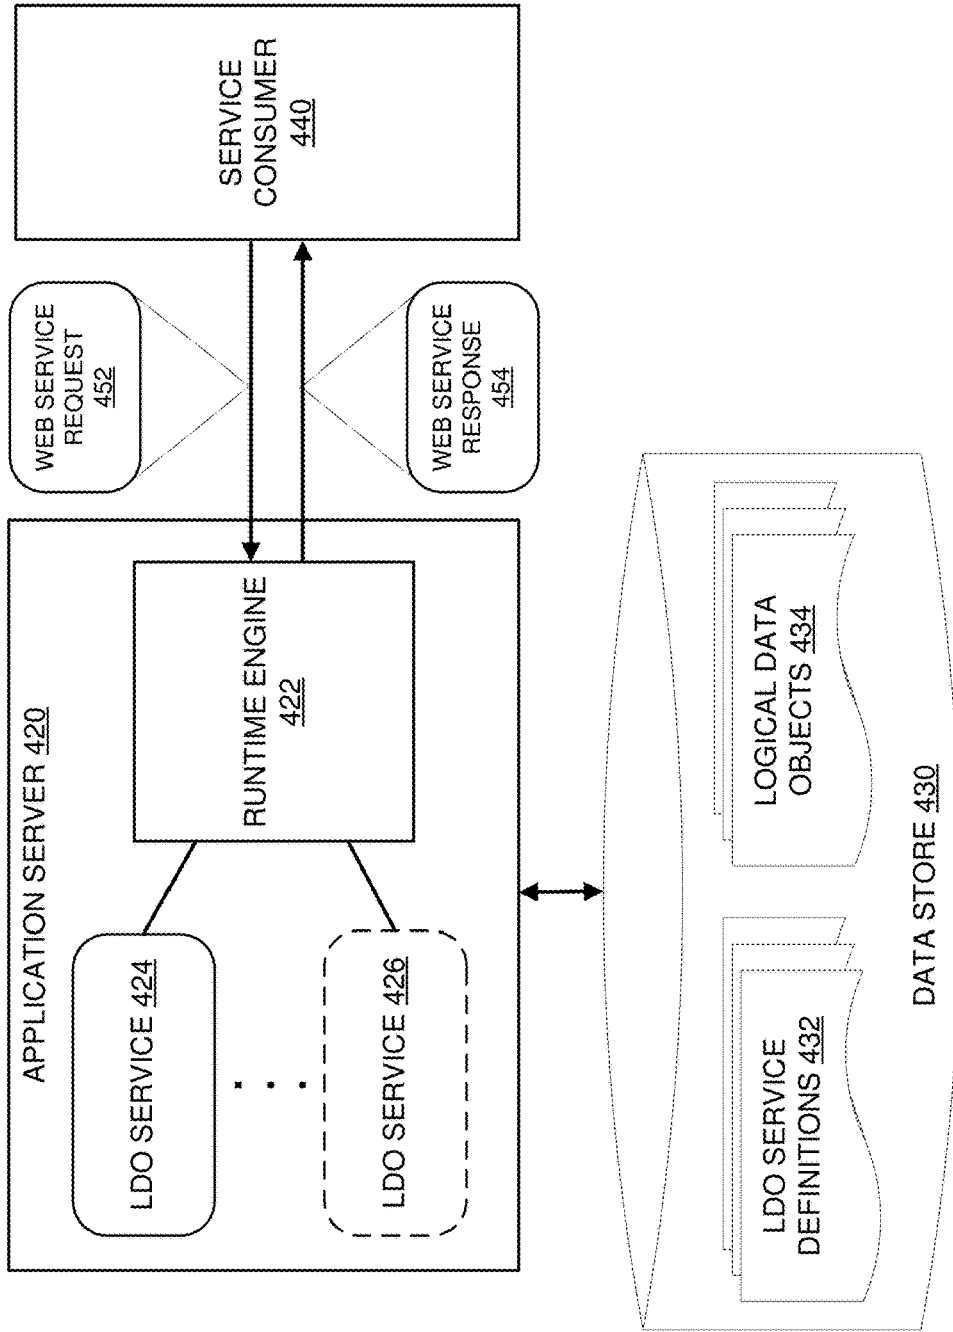 APPLICATION SERVER 420
LDO SERVICE 424
LDO SERVICE 426
RUNTIME ENGINE
422
WEB SERVICE
REQUEST
452
WEB SERVICE
RESPONSE
454
SERVICE
CONSUMER
440
LDO SERVICE
DEFINITIONS 432
LOGICAL DATA
OBJECTS 434
DATA STORE 430